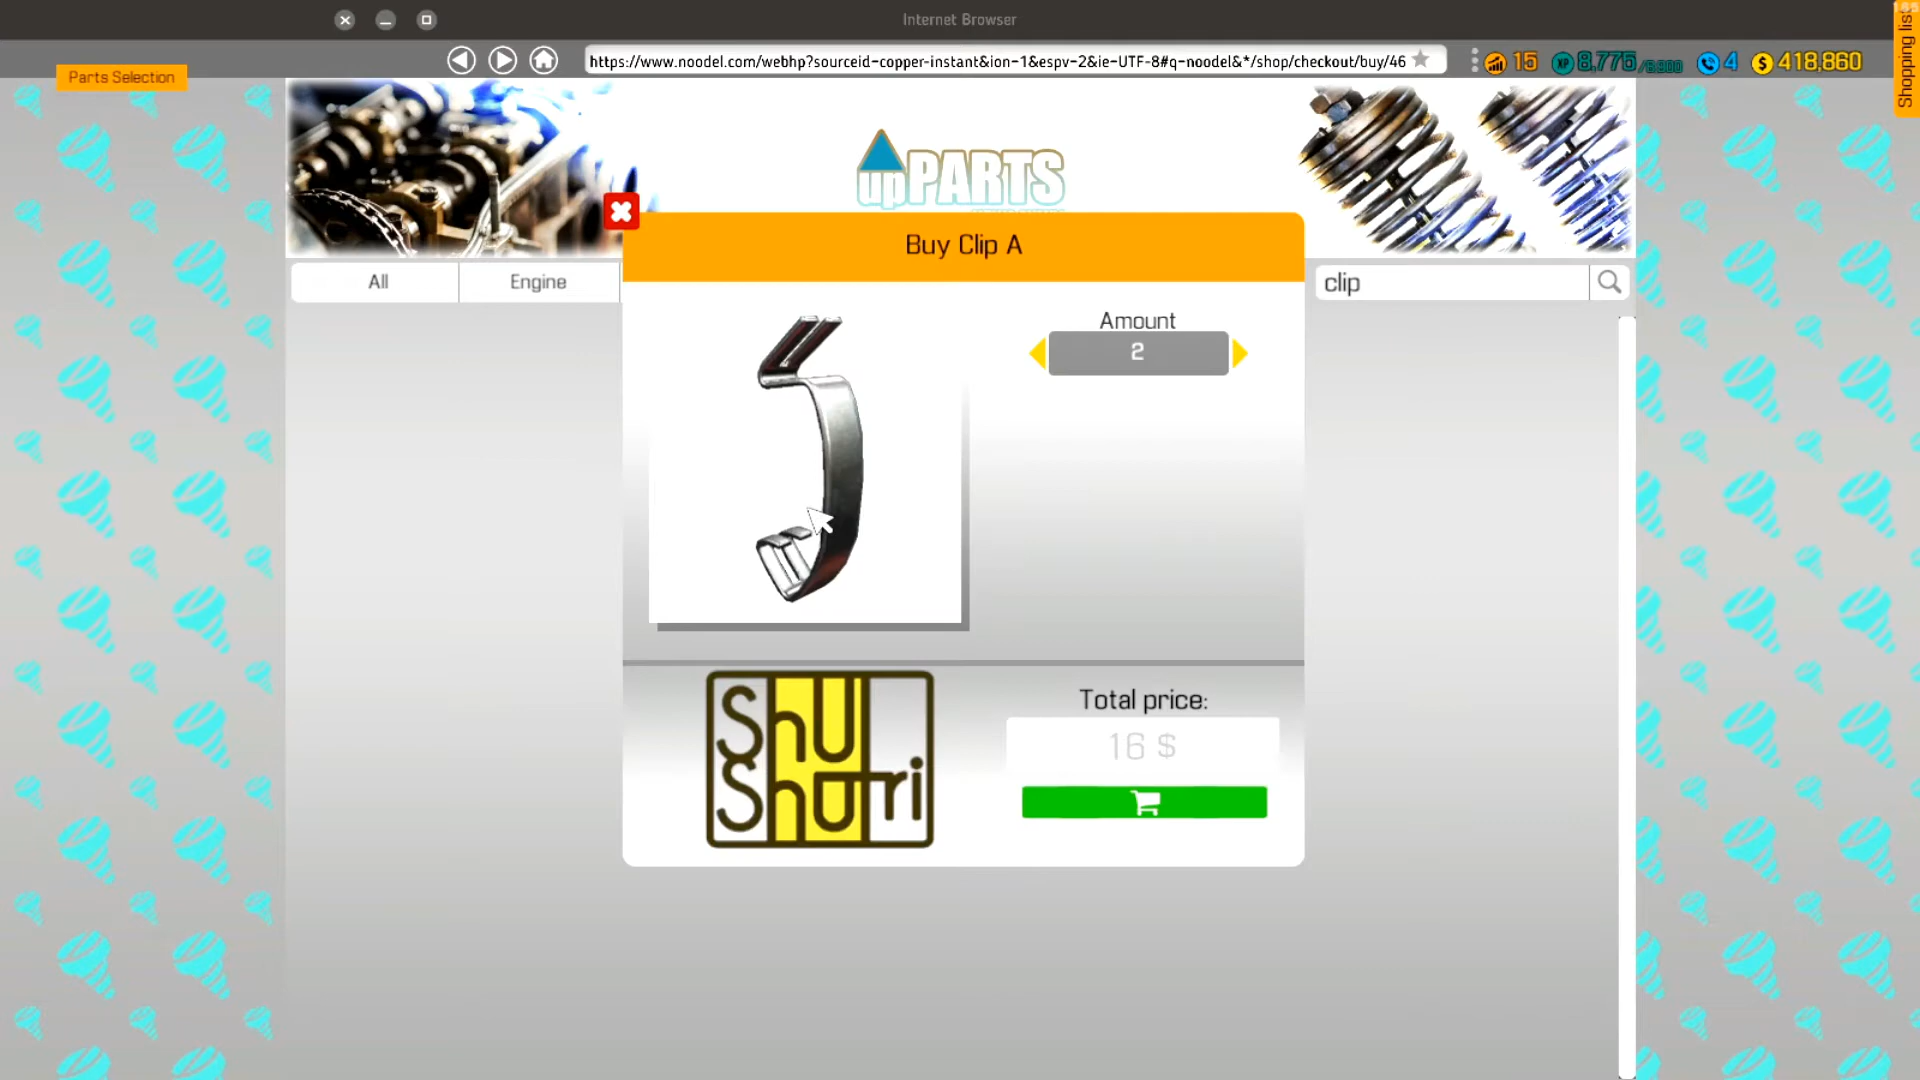 Internet Browser
https://www.noodel.com/webhp?sourceid-copper-instant&ion-1&espv-2&ie-UTF-8#q-noodel&*/shop/checkout/buy/46
15
XP 8,775
4
$ 418,860
Shopping list
Parts Selection
upPARTS
Buy Clip A
All
Engine
clip
Amount
2
Shu
Shuuri
Total price:
16 $